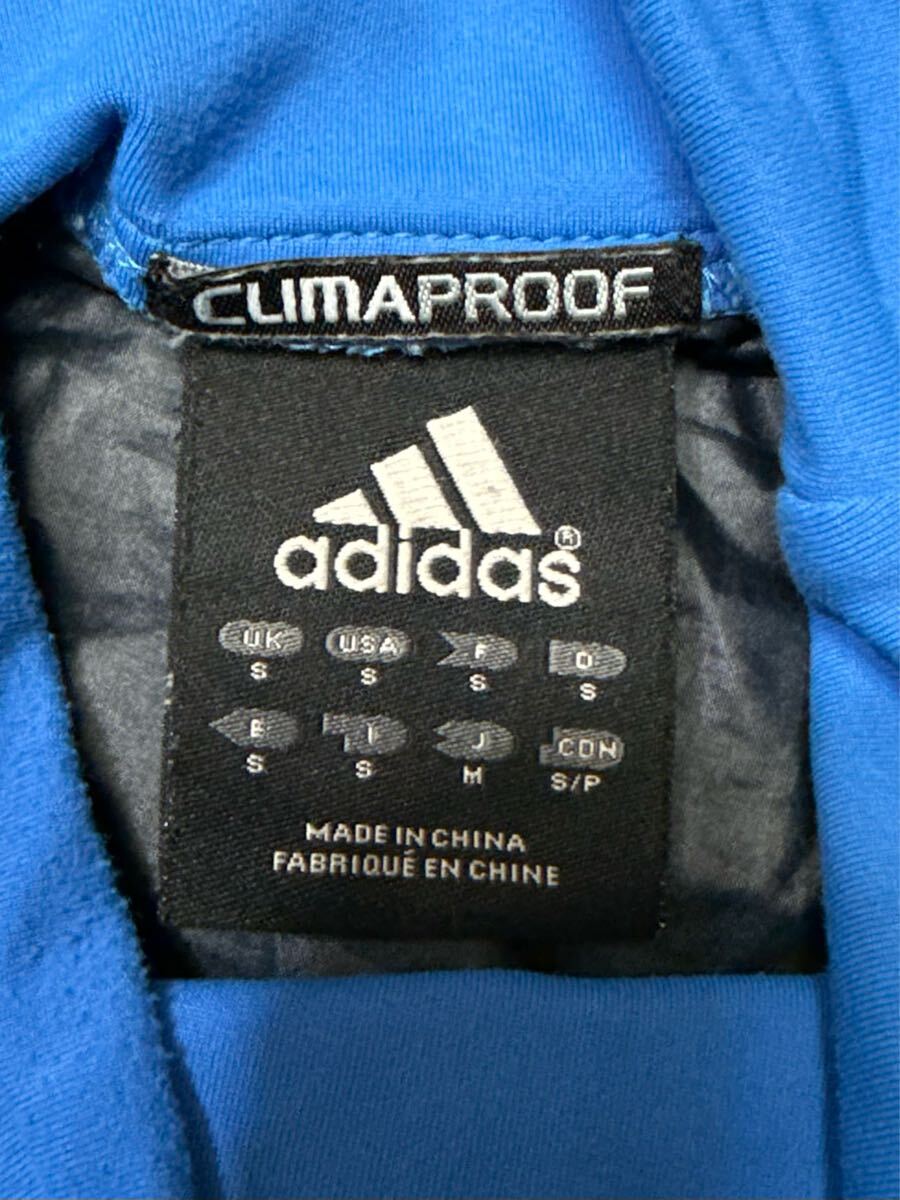 CLIMAPROOF
adidas®
UK USA F D
S S S S
E I J CDN
S S M S/P
MADE IN CHINA
FABRIQUÉ EN CHINE